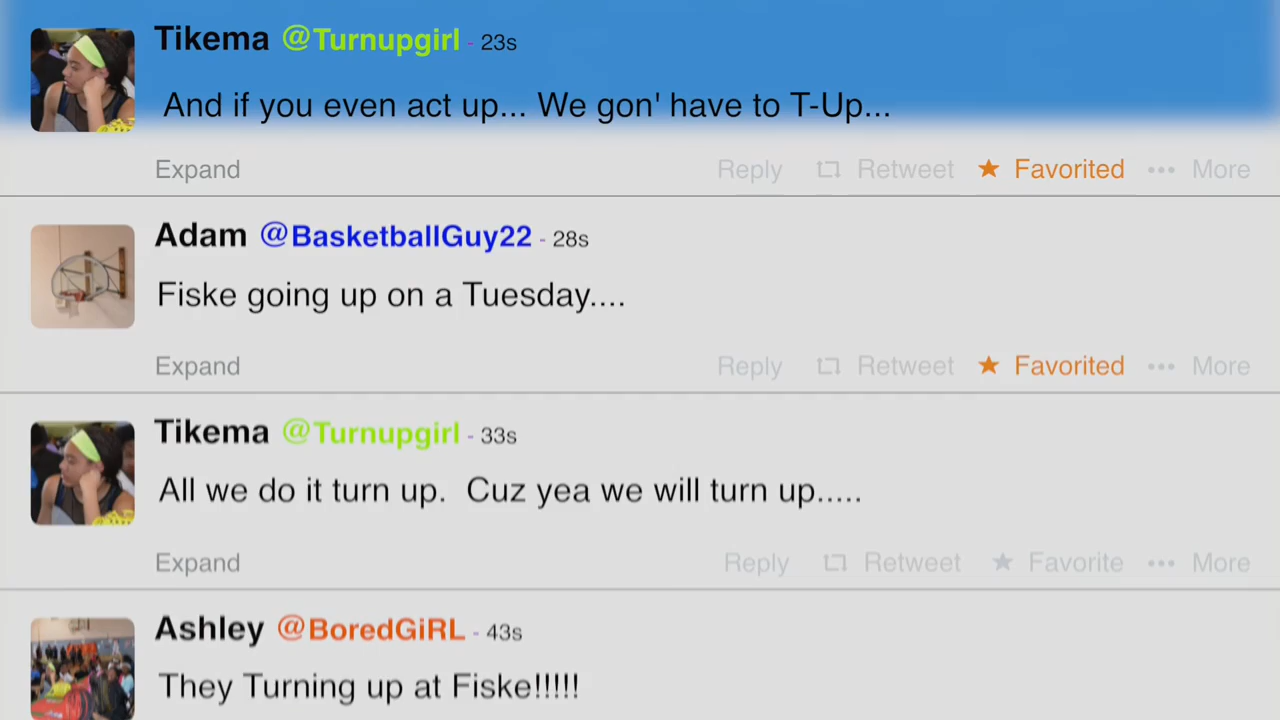 Tikema @Turnupgirl - 23s
And if you even act up... We gon' have to T-Up...
Expand Reply Retweet Favorited ••• More
Adam @BasketballGuy22 - 28s
Fiske going up on a Tuesday....
Expand Reply Retweet Favorited ••• More
Tikema @Turnupgirl - 33s
All we do it turn up. Cuz yea we will turn up.....
Expand Reply Retweet Favorite ••• More
Ashley @BoredGiRL - 43s
They Turning up at Fiske!!!!!